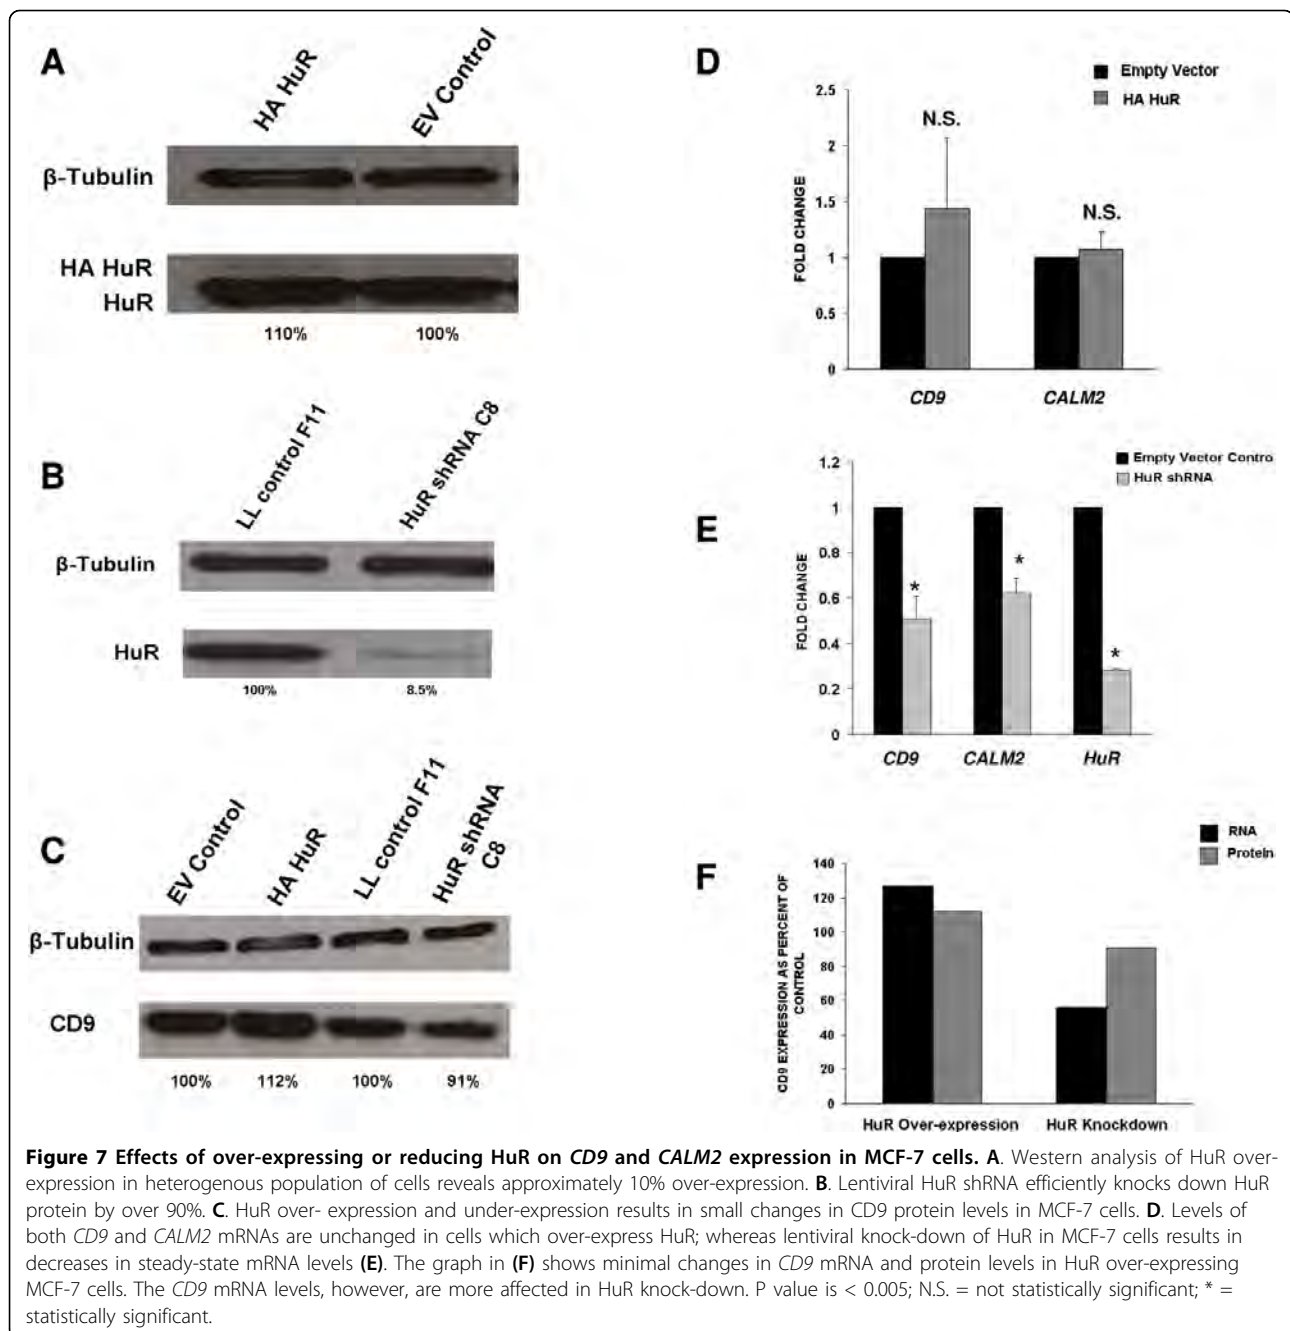 A
HA HuR
EV Control
β-Tubulin
HA HuR
HuR
110%
100%
B
LL control F11
HuR shRNA C8
β-Tubulin
HuR
100%
8.5%
C
EV Control
HA HuR
LL control F11
HuR shRNA
C8
β-Tubulin
CD9
100%
112%
100%
91%
D
Empty Vector
HA HuR
FOLD CHANGE
2.5
2
1.5
1
0.5
0
N.S.
N.S.
CD9
CALM2
E
Empty Vector Contro
HuR shRNA
FOLD CHANGE
1.2
1
0.8
0.6
0.4
0.2
0
*
*
*
CD9
CALM2
HuR
F
RNA
Protein
CD9 EXPRESSION AS PERCENT OF
CONTROL
140
120
100
80
60
40
20
0
HuR Over-expression
HuR Knockdown
Figure 7 Effects of over-expressing or reducing HuR on CD9 and CALM2 expression in MCF-7 cells. A. Western analysis of HuR over-
expression in heterogenous population of cells reveals approximately 10% over-expression. B. Lentiviral HuR shRNA efficiently knocks down HuR
protein by over 90%. C. HuR over- expression and under-expression results in small changes in CD9 protein levels in MCF-7 cells. D. Levels of
both CD9 and CALM2 mRNAs are unchanged in cells which over-express HuR; whereas lentiviral knock-down of HuR in MCF-7 cells results in
decreases in steady-state mRNA levels (E). The graph in (F) shows minimal changes in CD9 mRNA and protein levels in HuR over-expressing
MCF-7 cells. The CD9 mRNA levels, however, are more affected in HuR knock-down. P value is < 0.005; N.S. = not statistically significant; * =
statistically significant.